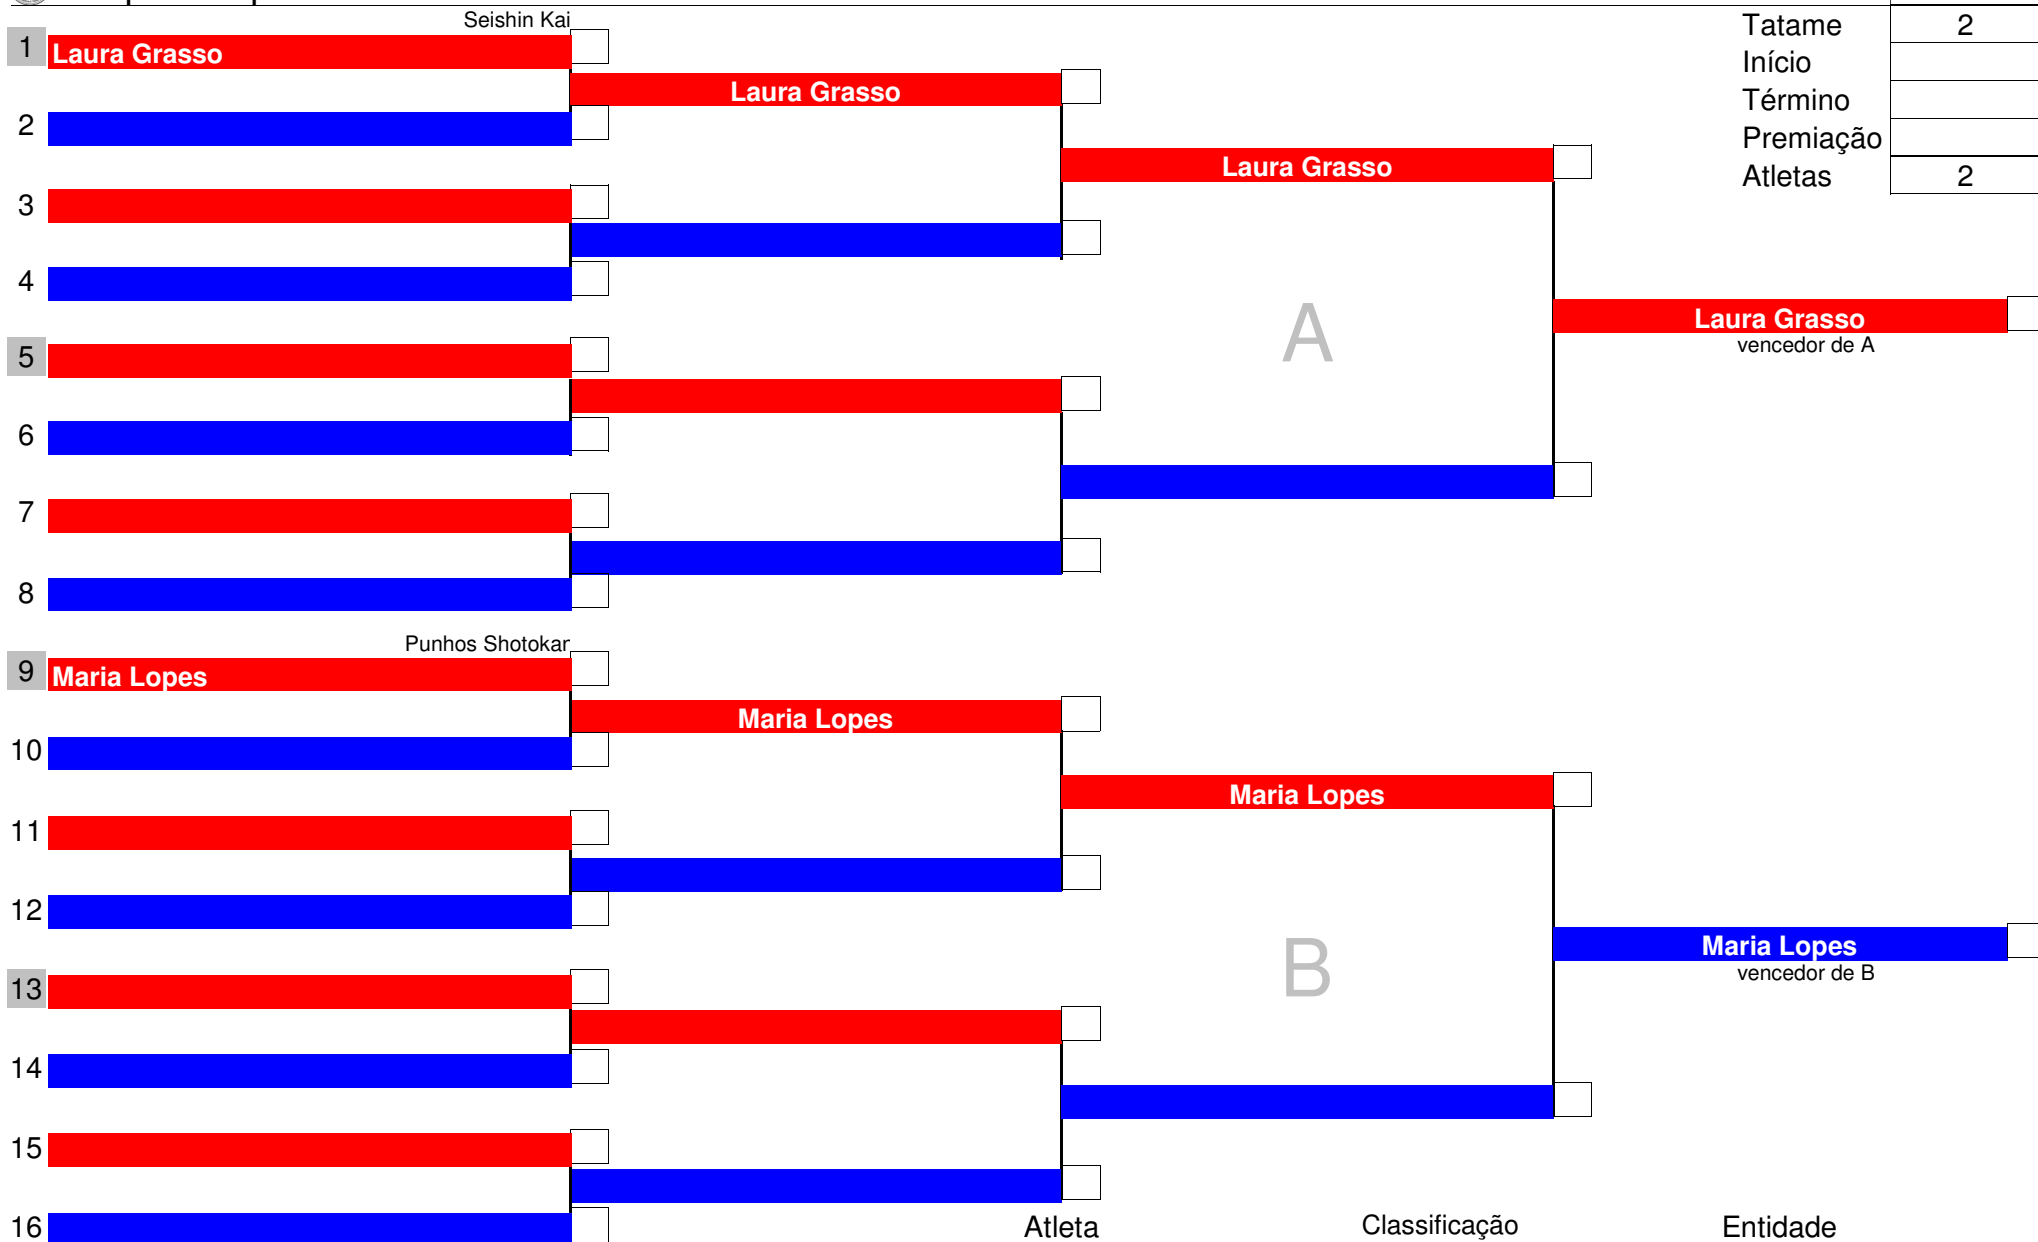 Seishin Kai
Tatame 2
1 Laura Grasso
Início
Laura Grasso
Término
2
Premiação
Laura Grasso
Atletas 2
3
4
A
Laura Grasso
5
vencedor de A
6
7
8
Punhos Shotokan
9 Maria Lopes
Maria Lopes
10
Maria Lopes
11
12
B
Maria Lopes
13
vencedor de B
14
15
16
Atleta Classificação Entidade